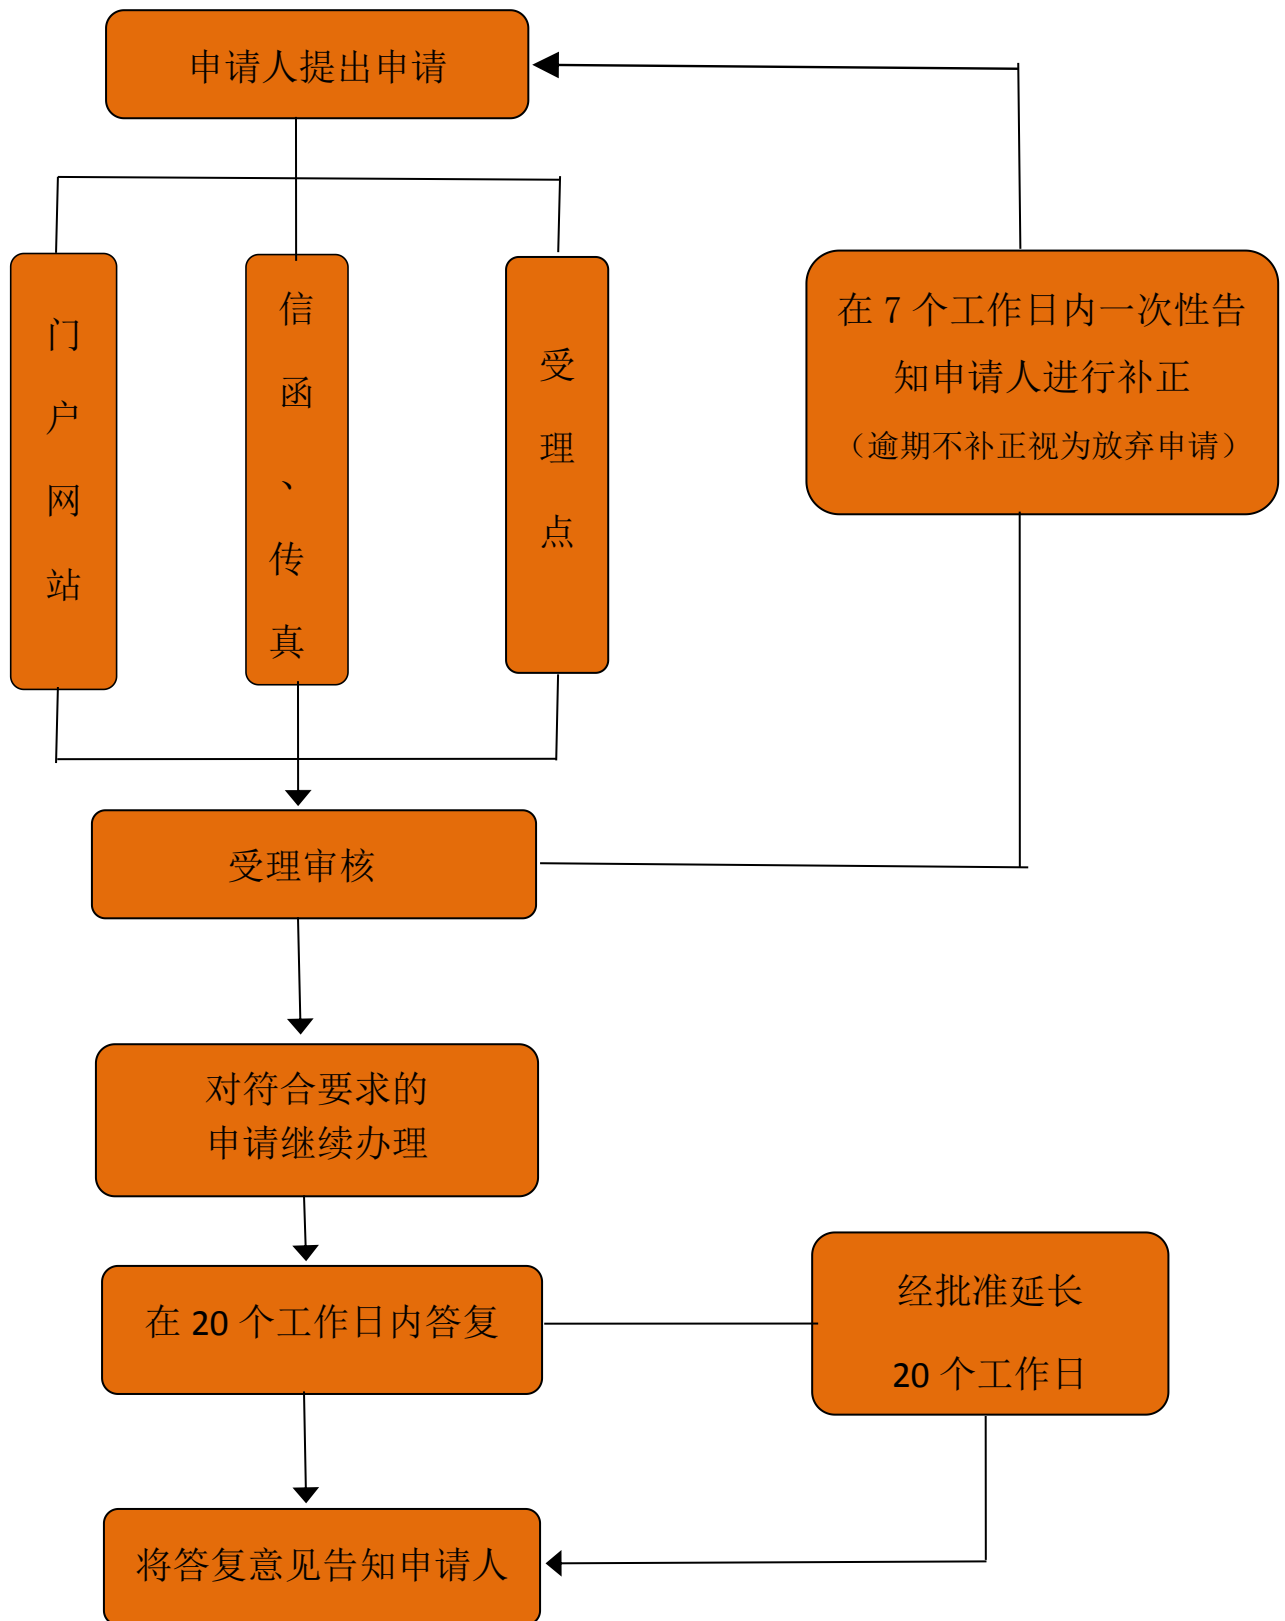 申请人提出申请
门户网站
信函、传真
受理点
在 7 个工作日内一次性告
知申请人进行补正
（逾期不补正视为放弃申请）
受理审核
对符合要求的
申请继续办理
在 20 个工作日内答复
经批准延长
20 个工作日
将答复意见告知申请人